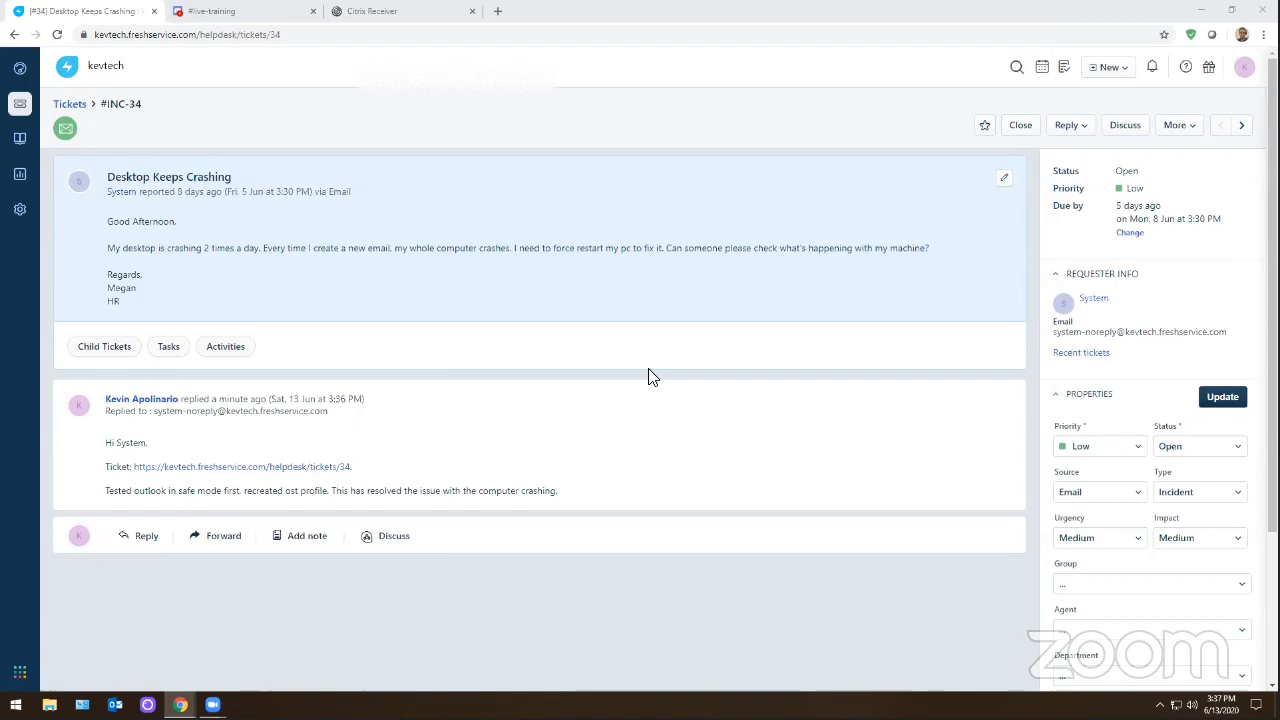 [#34] Desktop Keeps Crashing :
#live-training
Citrix Receiver
kevtech.freshservice.com/helpdesk/tickets/34
kevtech
New
Tickets > #INC-34
Close
Reply
Discuss
More
S
Desktop Keeps Crashing
System reported 8 days ago (Fri, 5 Jun at 3:30 PM) via Email
Good Afternoon,
My desktop is crashing 2 times a day. Every time I create a new email, my whole computer crashes. I need to force restart my pc to fix it. Can someone please check what's happening with my machine?
Regards,
Megan
HR
Child Tickets
Tasks
Activities
K
Kevin Apolinario replied a minute ago (Sat, 13 Jun at 3:36 PM)
Replied to : system-noreply@kevtech.freshservice.com
Hi System,
Ticket: https://kevtech.freshservice.com/helpdesk/tickets/34.
Tested outlook in safe mode first, recreated ost profile. This has resolved the issue with the computer crashing.
K
Reply
Forward
Add note
Discuss
K
Status Open
Priority Low
Due by 5 days ago
on Mon, 8 Jun at 3:30 PM
Change
REQUESTER INFO
S
System
Email
system-noreply@kevtech.freshservice.com
Recent tickets
PROPERTIES
Update
Priority * Status *
Low Open
Source Type
Email Incident
Urgency Impact
Medium Medium
Group
...
Agent
...
Department
...
zoom
3:37 PM
6/13/2020